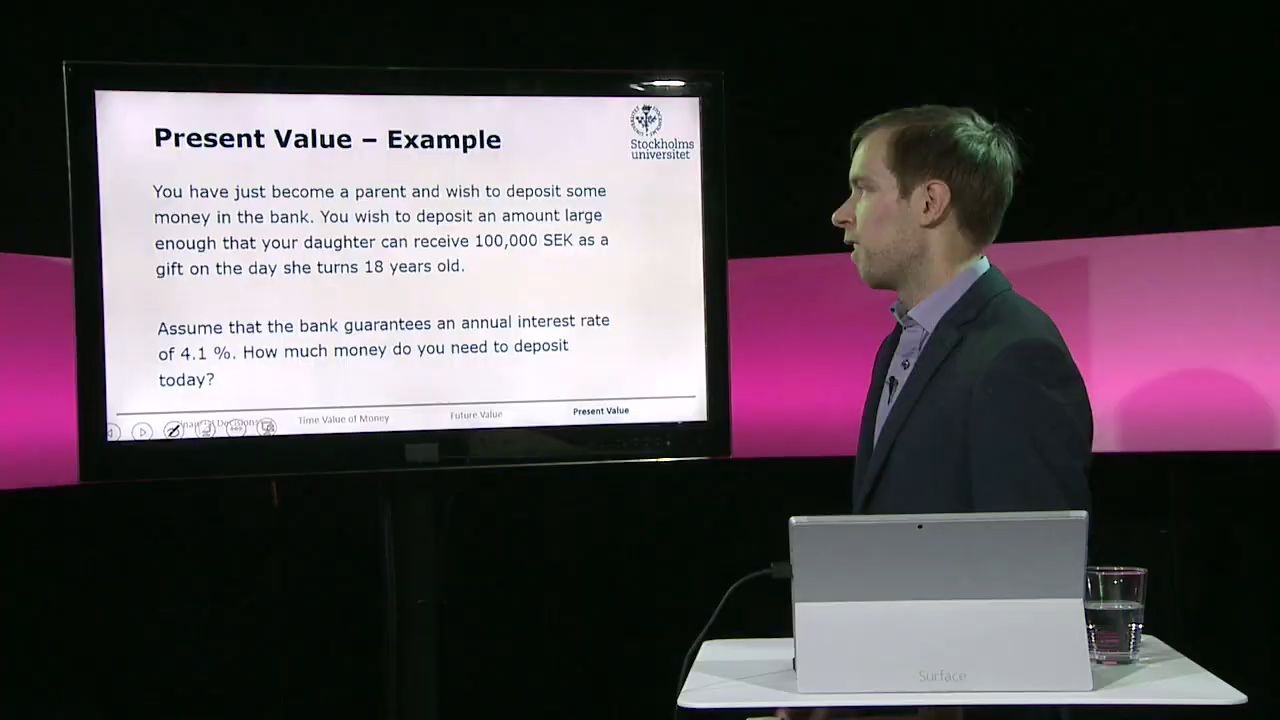 Present Value – Example
Stockholms
universitet
You have just become a parent and wish to deposit some
money in the bank. You wish to deposit an amount large
enough that your daughter can receive 100,000 SEK as a
gift on the day she turns 18 years old.
Assume that the bank guarantees an annual interest rate
of 4.1 %. How much money do you need to deposit
today?
Time Value of Money
Future Value
Present Value
Surface